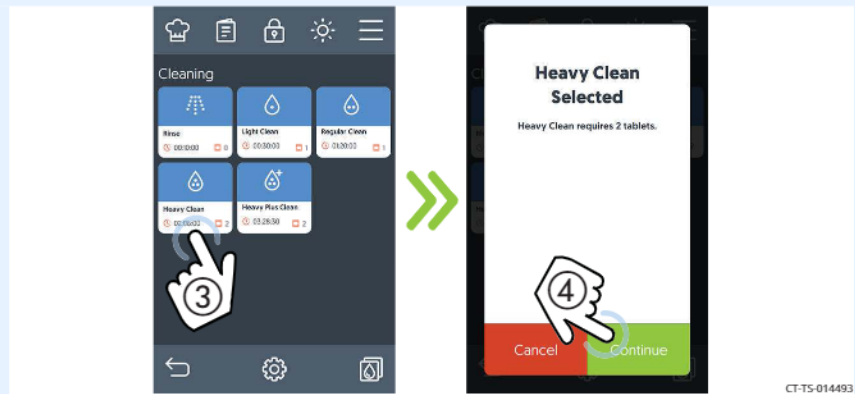 Cleaning
Rinse
00:10:00 0
Light Clean
00:30:00 1
Regular Clean
01:20:00 1
Heavy Clean
2
Heavy Plus Clean
03:28:30 2
3
Heavy Clean
Selected
Heavy Clean requires 2 tablets.
4
Cancel
Continue
CT-TS-014493